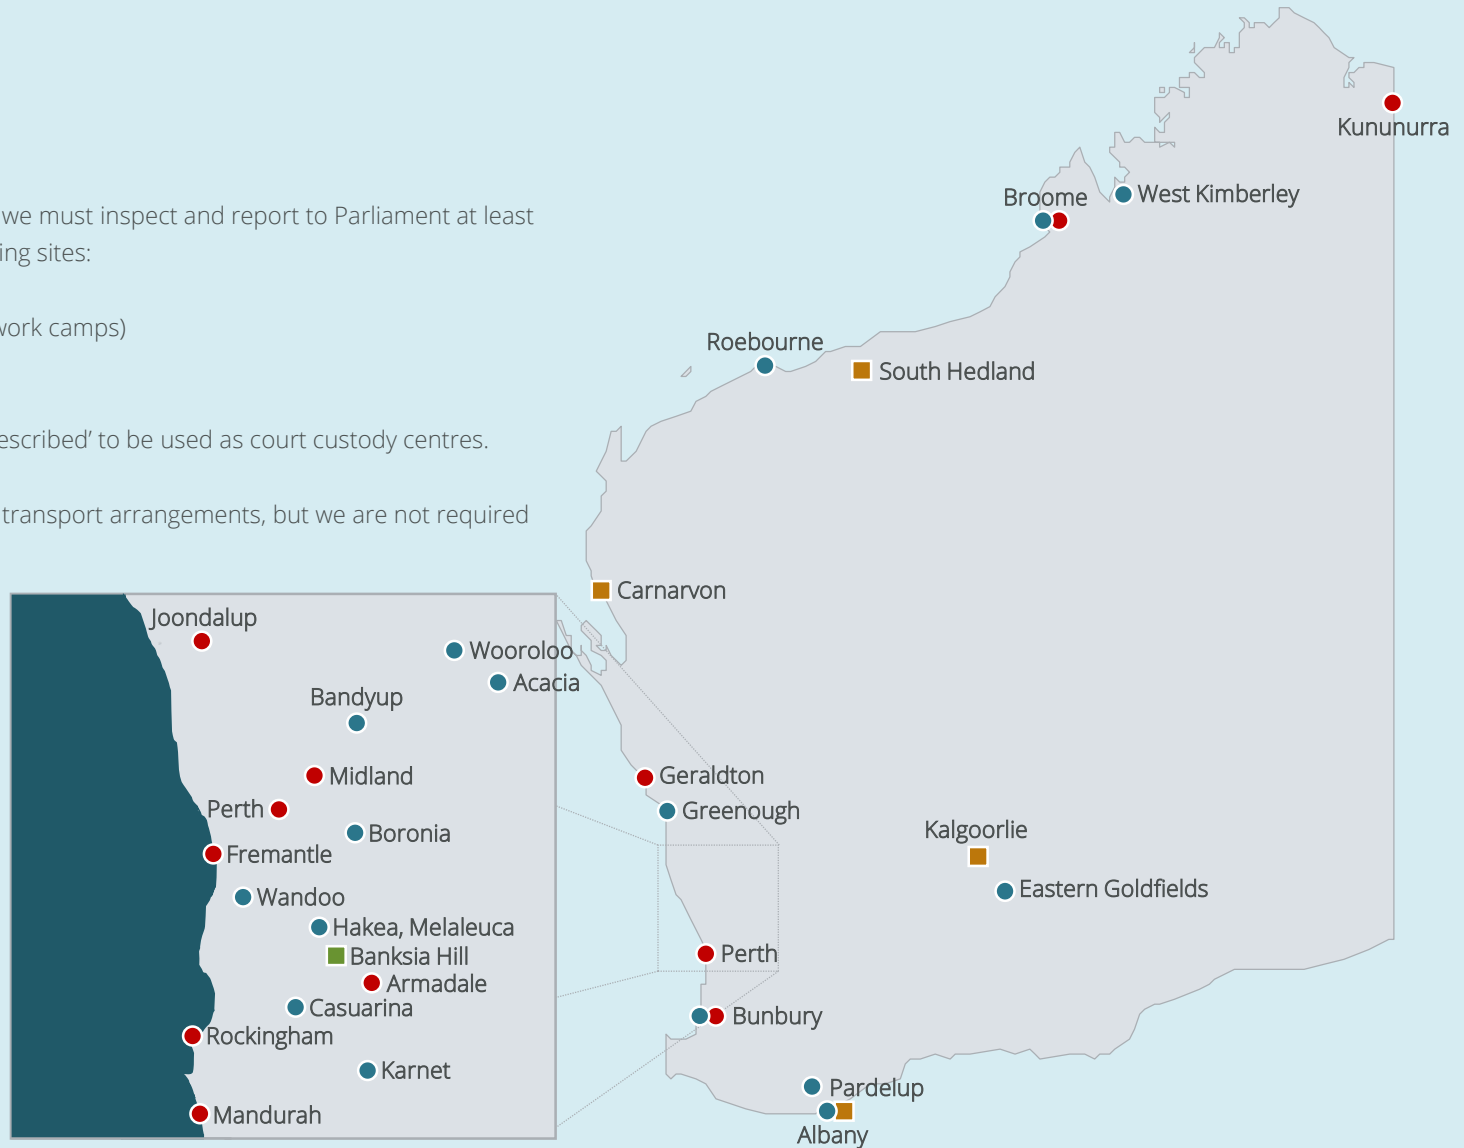 Kununurra
West Kimberley
Broome
we must inspect and report to Parliament at least
ing sites:
work camps)
Roebourne
South Hedland
escribed’ to be used as court custody centres.
transport arrangements, but we are not required
Carnarvon
Joondalup
Wooroloo
Acacia
Bandyup
Midland
Perth
Boronia
Fremantle
Wandoo
Hakea, Melaleuca
Banksia Hill
Armadale
Casuarina
Rockingham
Karnet
Mandurah
Geraldton
Greenough
Kalgoorlie
Eastern Goldfields
Perth
Bunbury
Pardelup
Albany